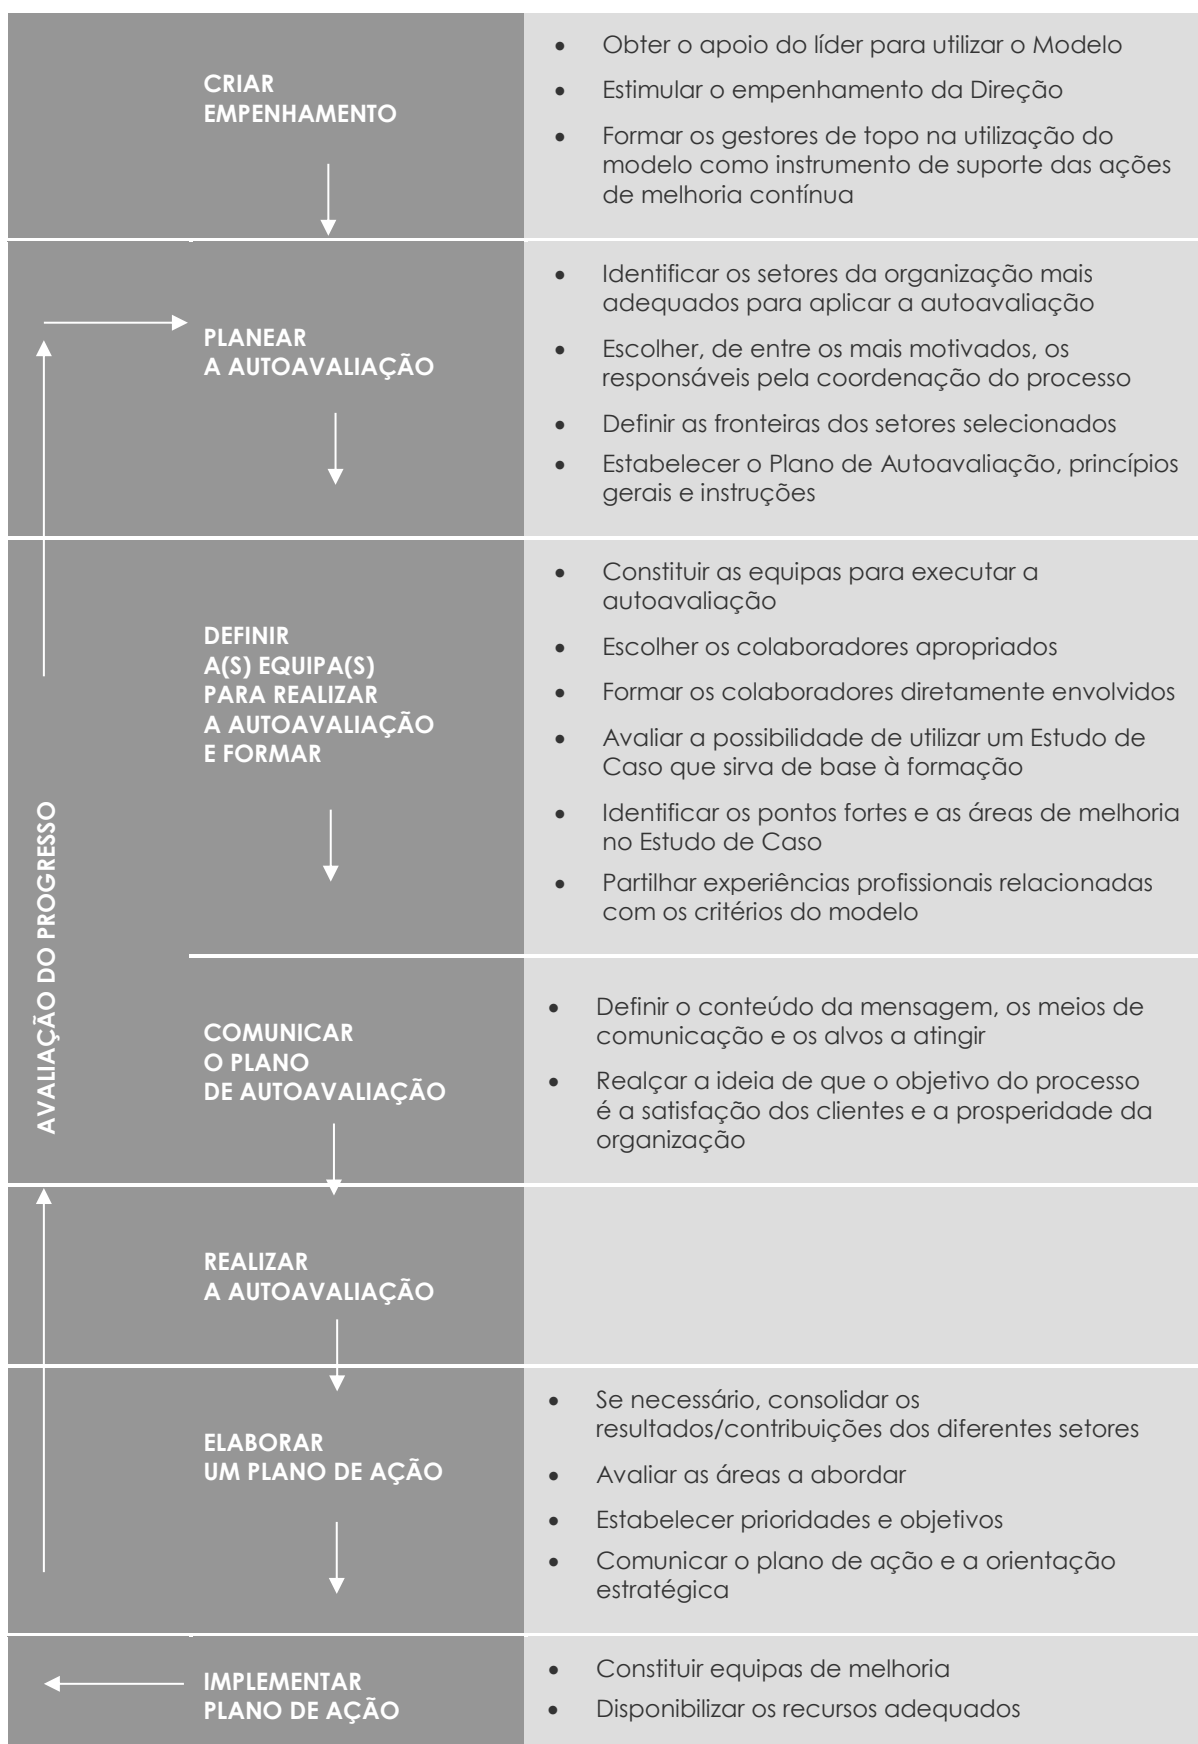 CRIAR
EMPENHAMENTO
• Obter o apoio do líder para utilizar o Modelo
• Estimular o empenhamento da Direção
• Formar os gestores de topo na utilização do
modelo como instrumento de suporte das ações
de melhoria contínua
PLANEAR
A AUTOAVALIAÇÃO
• Identificar os setores da organização mais
adequados para aplicar a autoavaliação
• Escolher, de entre os mais motivados, os
responsáveis pela coordenação do processo
• Definir as fronteiras dos setores selecionados
• Estabelecer o Plano de Autoavaliação, princípios
gerais e instruções
DEFINIR
A(S) EQUIPA(S)
PARA REALIZAR
A AUTOAVALIAÇÃO
E FORMAR
• Constituir as equipas para executar a
autoavaliação
• Escolher os colaboradores apropriados
• Formar os colaboradores diretamente envolvidos
• Avaliar a possibilidade de utilizar um Estudo de
Caso que sirva de base à formação
• Identificar os pontos fortes e as áreas de melhoria
no Estudo de Caso
• Partilhar experiências profissionais relacionadas
com os critérios do modelo
AVALIAÇÃO DO PROGRESSO
COMUNICAR
O PLANO
DE AUTOAVALIAÇÃO
• Definir o conteúdo da mensagem, os meios de
comunicação e os alvos a atingir
• Realçar a ideia de que o objetivo do processo
é a satisfação dos clientes e a prosperidade da
organização
REALIZAR
A AUTOAVALIAÇÃO
ELABORAR
UM PLANO DE AÇÃO
• Se necessário, consolidar os
resultados/contribuições dos diferentes setores
• Avaliar as áreas a abordar
• Estabelecer prioridades e objetivos
• Comunicar o plano de ação e a orientação
estratégica
IMPLEMENTAR
PLANO DE AÇÃO
• Constituir equipas de melhoria
• Disponibilizar os recursos adequados